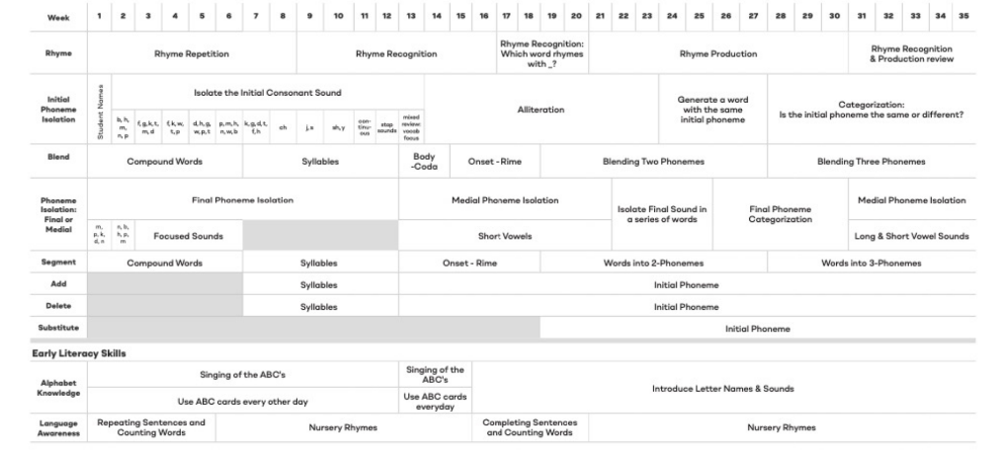 Week 1 2 3 4 5 6 7 8 9 10 11 12 13 14 15 16 17 18 19 20 21 22 23 24 25 26 27 28 29 30 31 32 33 34 35
Rhyme
Rhyme Repetition
Rhyme Recognition
Rhyme Recognition:
Which word rhymes
with _?
Rhyme Production
Rhyme Recognition
& Production review
Initial
Phoneme
Isolation
Student Names
Isolate the Initial Consonant Sound
b, h,
m,
n, p
f,g,k,t,
m,d
f,k,w,
t,p
d,h,g,
w,p,t
p,m,h,
n,w,b
k,g,d,t,
f,h
ch
j,s
sh,y
con-
tinu-
ous
stop
sounds
mixed
review:
vocab
focus
Alliteration
Generate a word
with the same
initial phoneme
Categorization:
Is the initial phoneme the same or different?
Blend
Compound Words
Syllables
Body
-Coda
Onset - Rime
Blending Two Phonemes
Blending Three Phonemes
Phoneme
Isolation:
Final or
Medial
Final Phoneme Isolation
m,
p, k,
d, n
n, b,
h, p,
m
Focused Sounds
Medial Phoneme Isolation
Short Vowels
Isolate Final Sound in
a series of words
Final Phoneme
Categorization
Medial Phoneme Isolation
Long & Short Vowel Sounds
Segment
Compound Words
Syllables
Onset - Rime
Words into 2-Phonemes
Words into 3-Phonemes
Add
Syllables
Initial Phoneme
Delete
Syllables
Initial Phoneme
Substitute
Initial Phoneme
Early Literacy Skills
Alphabet
Knowledge
Singing of the ABC's
Use ABC cards every other day
Singing of the
ABC's
Use ABC cards
everyday
Introduce Letter Names & Sounds
Language
Awareness
Repeating Sentences and
Counting Words
Nursery Rhymes
Completing Sentences
and Counting Words
Nursery Rhymes